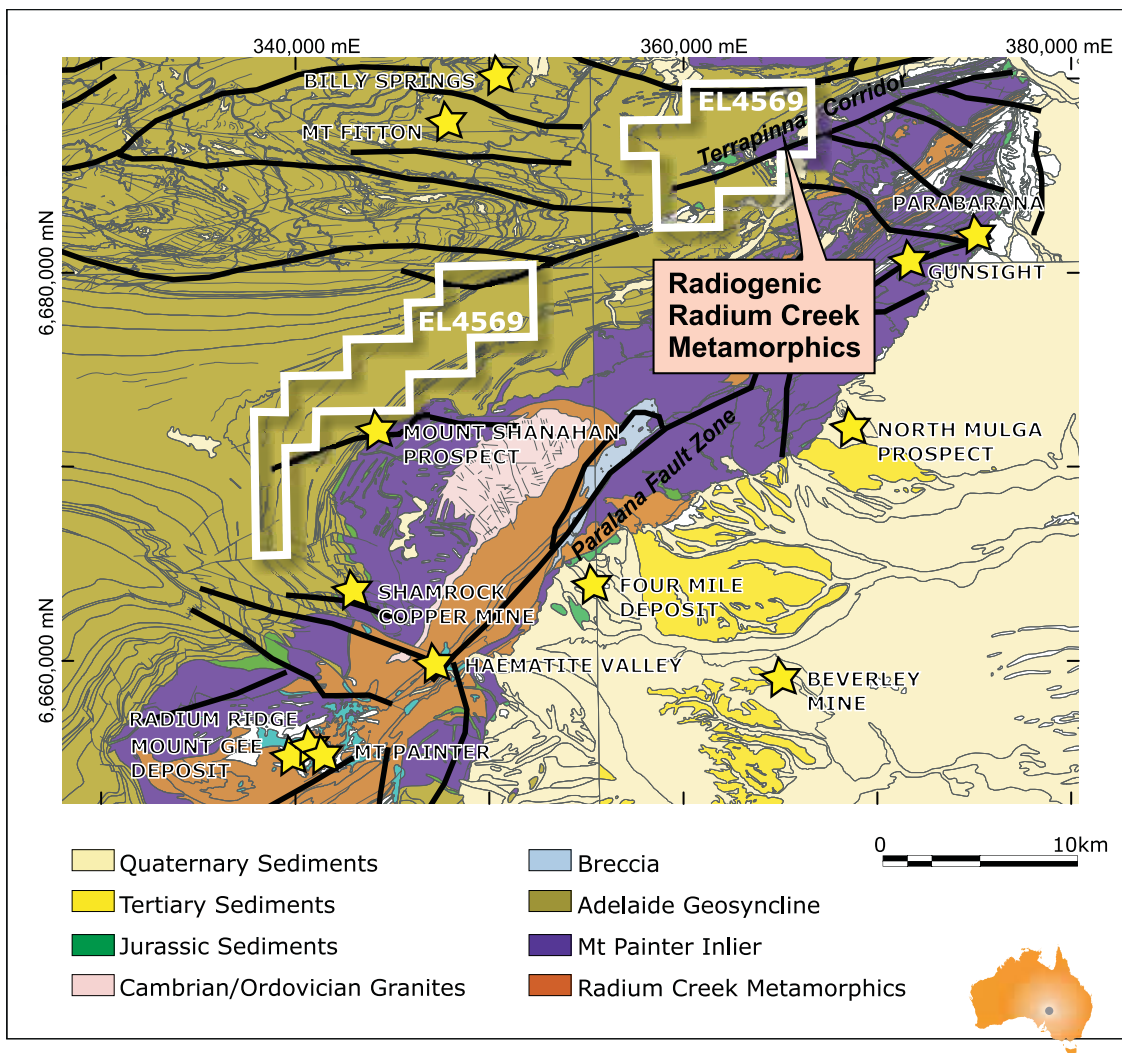 340,000 mE
360,000 mE
380,000 mE
BILLY SPRINGS
EL4569
MT FITTON
Terrapinna Corridor
6,680,000 mN
PARABARANA
GUNSIGHT
Radiogenic
Radium Creek
Metamorphics
EL4569
MOUNT SHANAHAN
PROSPECT
NORTH MULGA
PROSPECT
Paralana Fault Zone
SHAMROCK
COPPER MINE
FOUR MILE
DEPOSIT
6,660,000 mN
HAEMATITE VALLEY
BEVERLEY
MINE
RADIUM RIDGE
MOUNT GEE
DEPOSIT
MT PAINTER
Quaternary Sediments
Tertiary Sediments
Jurassic Sediments
Cambrian/Ordovician Granites
Breccia
Adelaide Geosyncline
Mt Painter Inlier
Radium Creek Metamorphics
0
10km